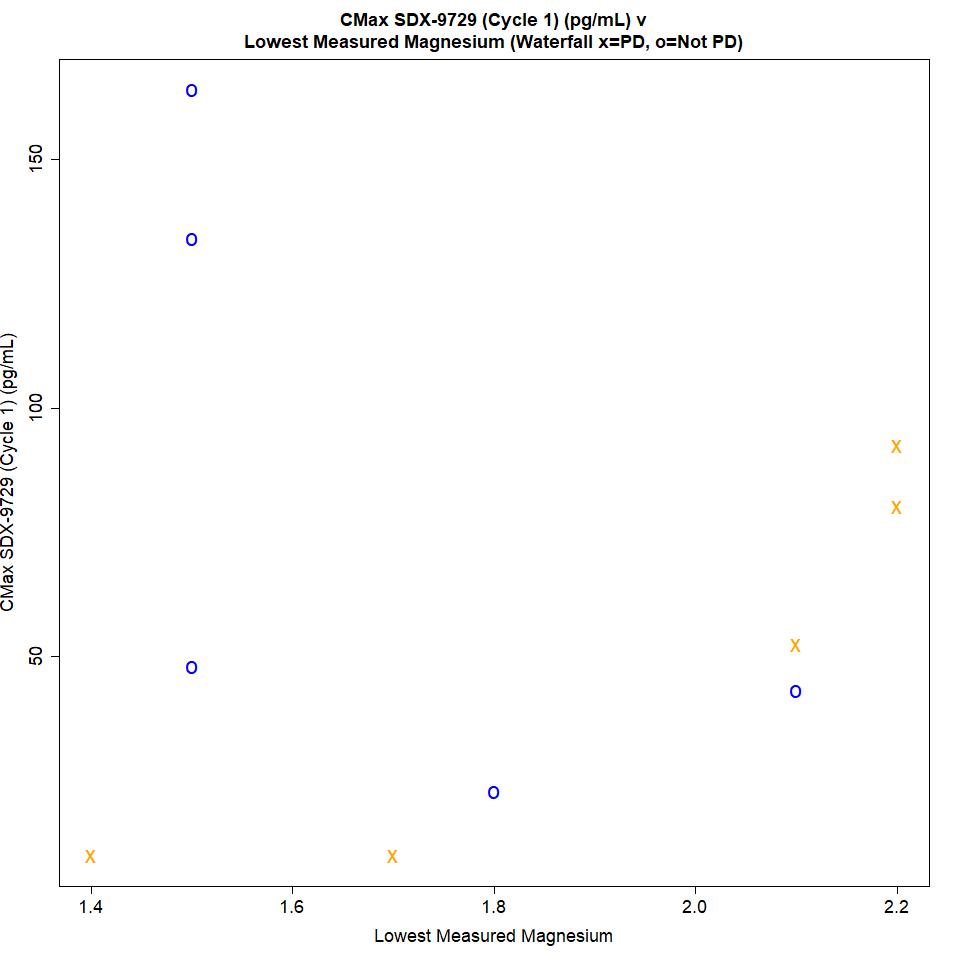 CMax SDX-9729 (Cycle 1) (pg/mL) v
Lowest Measured Magnesium (Waterfall x=PD, o=Not PD)
CMax SDX-9729 (Cycle 1) (pg/mL)
150
100
50
o
o
x
x
x
o
o
o
x
x
1.4 1.6 1.8 2.0 2.2
Lowest Measured Magnesium